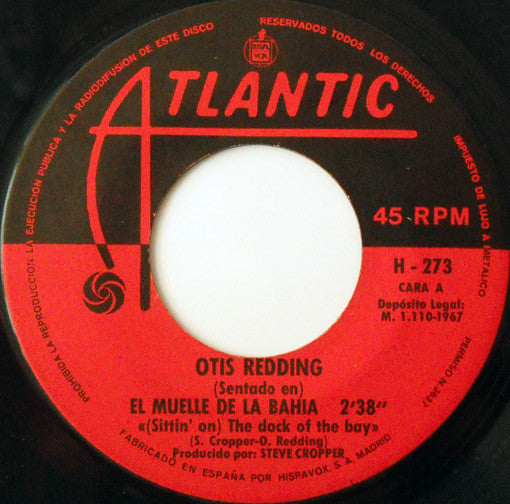 RESERVADOS TODOS LOS DERECHOS
PROHIBIDA LA REPRODUCCION LA EJECUCION PUBLICA Y LA RADIODIFUSION DE ESTE DISCO
HISPA
VOX
ATLANTIC
IMPUESTO DE LUJO A METALICO
PERMISO N.
45 RPM
H - 273
CARA A
Depósito Legal:
M. 1.110-1967
OTIS REDDING
(Sentado en)
EL MUELLE DE LA BAHIA 2'38"
«(Sittin' on) The dock of the bay»
(S. Cropper-O. Redding)
Producido por: STEVE CROPPER
FABRICADO EN ESPAÑA POR HISPAVOX, S. A. MADRID